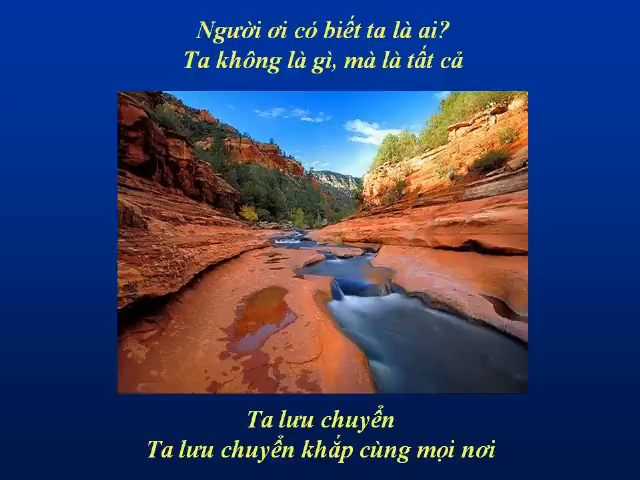 Người ơi có biết ta là ai?
Ta không là gì, mà là tất cả
Ta lưu chuyển
Ta lưu chuyển khắp cùng mọi nơi